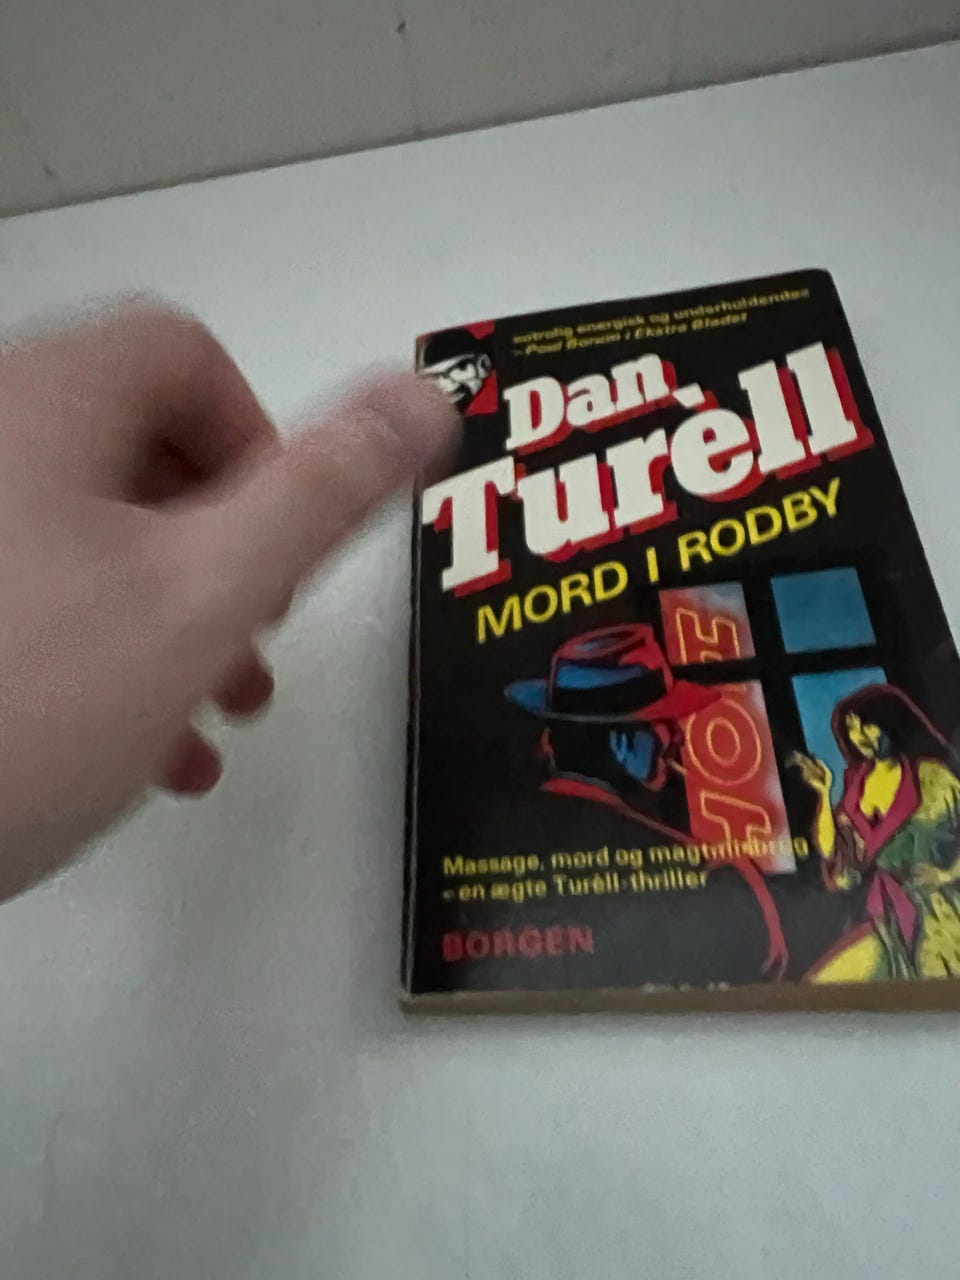 utrolig energisk og underholdende
- Poul Borum i Ekstra Bladet
Dan
Turèll
MORD I RODBY
HOT
Massage, mord og
- en ægte Turèll-thriller
BORGEN